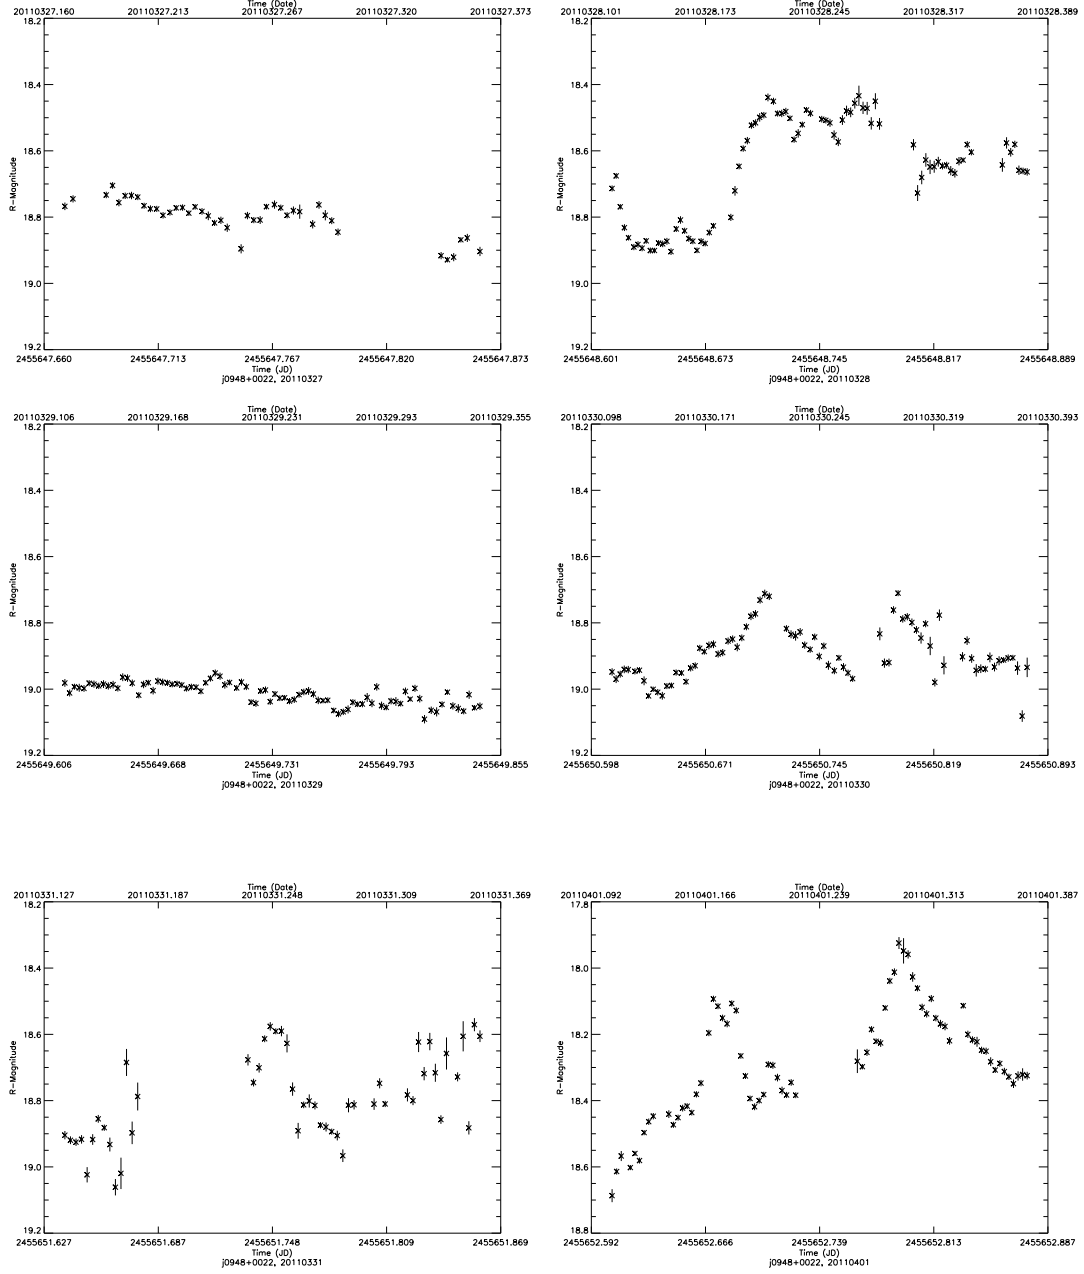 Time (Date)
20110327.160 20110327.213 20110327.267 20110327.320 20110327.373
18.2
18.4
18.6
18.8
19.0
19.2
R-Magnitude
2455647.660 2455647.713 2455647.767 2455647.820 2455647.873
Time (JD)
j0948+0022, 20110327
Time (Date)
20110328.101 20110328.173 20110328.245 20110328.317 20110328.389
18.2
18.4
18.6
18.8
19.0
19.2
R-Magnitude
2455648.601 2455648.673 2455648.745 2455648.817 2455648.889
Time (JD)
j0948+0022, 20110328
Time (Date)
20110329.106 20110329.168 20110329.231 20110329.293 20110329.355
18.2
18.4
18.6
18.8
19.0
19.2
R-Magnitude
2455649.606 2455649.668 2455649.731 2455649.793 2455649.855
Time (JD)
j0948+0022, 20110329
Time (Date)
20110330.098 20110330.171 20110330.245 20110330.319 20110330.393
18.2
18.4
18.6
18.8
19.0
19.2
R-Magnitude
2455650.598 2455650.671 2455650.745 2455650.819 2455650.893
Time (JD)
j0948+0022, 20110330
Time (Date)
20110331.127 20110331.187 20110331.248 20110331.309 20110331.369
18.2
18.4
18.6
18.8
19.0
19.2
R-Magnitude
2455651.627 2455651.687 2455651.748 2455651.809 2455651.869
Time (JD)
j0948+0022, 20110331
Time (Date)
20110401.092 20110401.166 20110401.239 20110401.313 20110401.387
17.8
18.0
18.2
18.4
18.6
18.8
R-Magnitude
2455652.592 2455652.666 2455652.739 2455652.813 2455652.887
Time (JD)
j0948+0022, 20110401